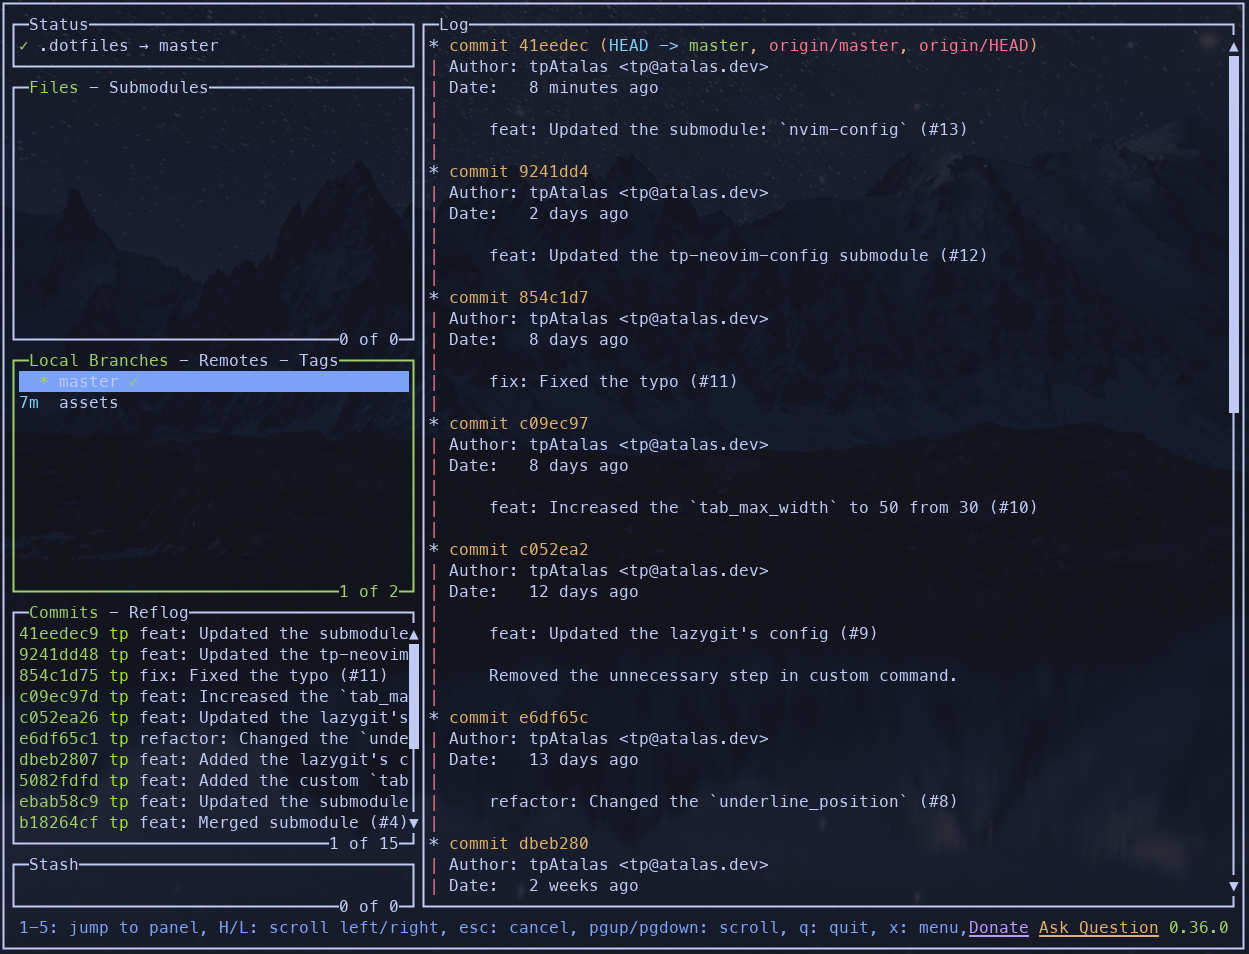 Status
✓ .dotfiles → master
Files − Submodules
0 of 0
Local Branches − Remotes − Tags
* master ✓
7m assets
1 of 2
Commits − Reflog
41eedec9 tp feat: Updated the submodule
9241dd48 tp feat: Updated the tp-neovim
854c1d75 tp fix: Fixed the typo (#11)
c09ec97d tp feat: Increased the `tab_ma
c052ea26 tp feat: Updated the lazygit's
e6df65c1 tp refactor: Changed the `unde
dbeb2807 tp feat: Added the lazygit's c
5082fdfd tp feat: Added the custom `tab
ebab58c9 tp feat: Updated the submodule
b18264cf tp feat: Merged submodule (#4)
1 of 15
Stash
0 of 0
Log
* commit 41eedec (HEAD -> master, origin/master, origin/HEAD)
| Author: tpAtalas <tp@atalas.dev>
| Date:   8 minutes ago
|
|     feat: Updated the submodule: `nvim-config` (#13)
|
* commit 9241dd4
| Author: tpAtalas <tp@atalas.dev>
| Date:   2 days ago
|
|     feat: Updated the tp-neovim-config submodule (#12)
|
* commit 854c1d7
| Author: tpAtalas <tp@atalas.dev>
| Date:   8 days ago
|
|     fix: Fixed the typo (#11)
|
* commit c09ec97
| Author: tpAtalas <tp@atalas.dev>
| Date:   8 days ago
|
|     feat: Increased the `tab_max_width` to 50 from 30 (#10)
|
* commit c052ea2
| Author: tpAtalas <tp@atalas.dev>
| Date:   12 days ago
|
|     feat: Updated the lazygit's config (#9)
|
|     Removed the unnecessary step in custom command.
|
* commit e6df65c
| Author: tpAtalas <tp@atalas.dev>
| Date:   13 days ago
|
|     refactor: Changed the `underline_position` (#8)
|
* commit dbeb280
| Author: tpAtalas <tp@atalas.dev>
| Date:   2 weeks ago
1−5: jump to panel, H/L: scroll left/right, esc: cancel, pgup/pgdown: scroll, q: quit, x: menu,Donate Ask Question 0.36.0